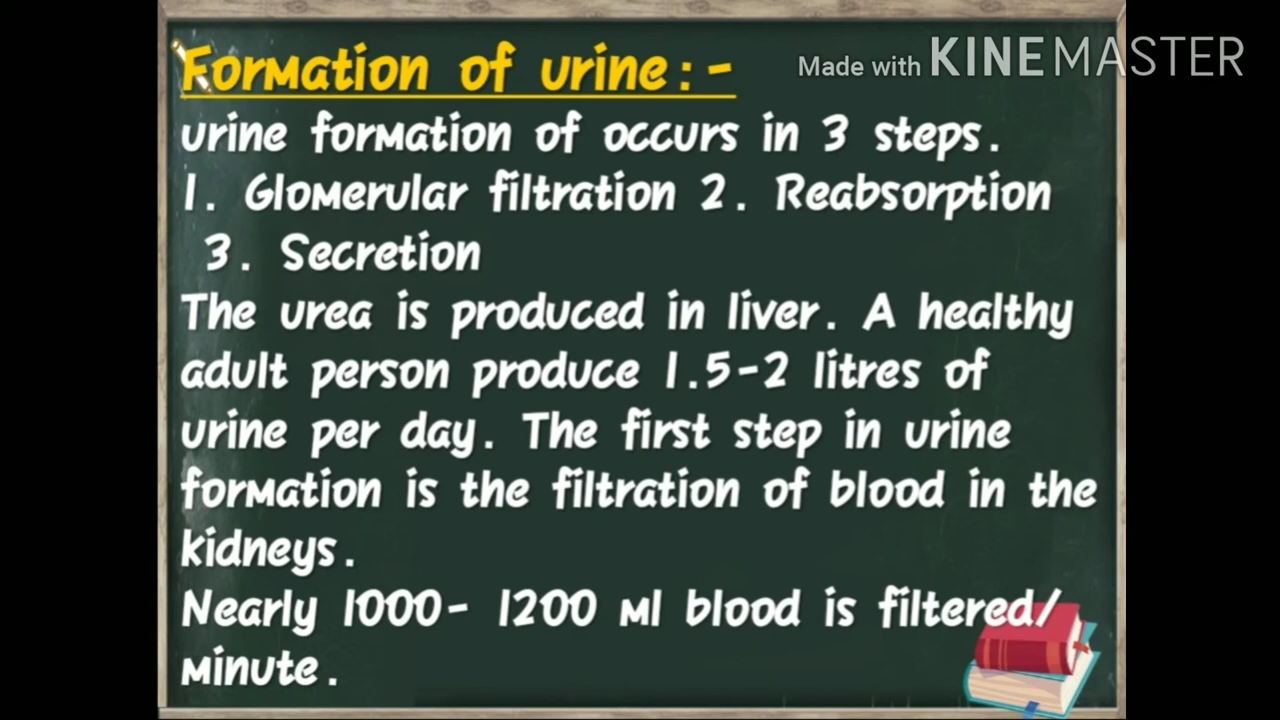 Formation of urine:-
Made with KINEMASTER
urine formation of occurs in 3 steps.
1. Glomerular filtration 2. Reabsorption
3. Secretion
The urea is produced in liver. A healthy
adult person produce 1.5-2 litres of
urine per day. The first step in urine
formation is the filtration of blood in the
kidneys.
Nearly 1000- 1200 ml blood is filtered/
minute.